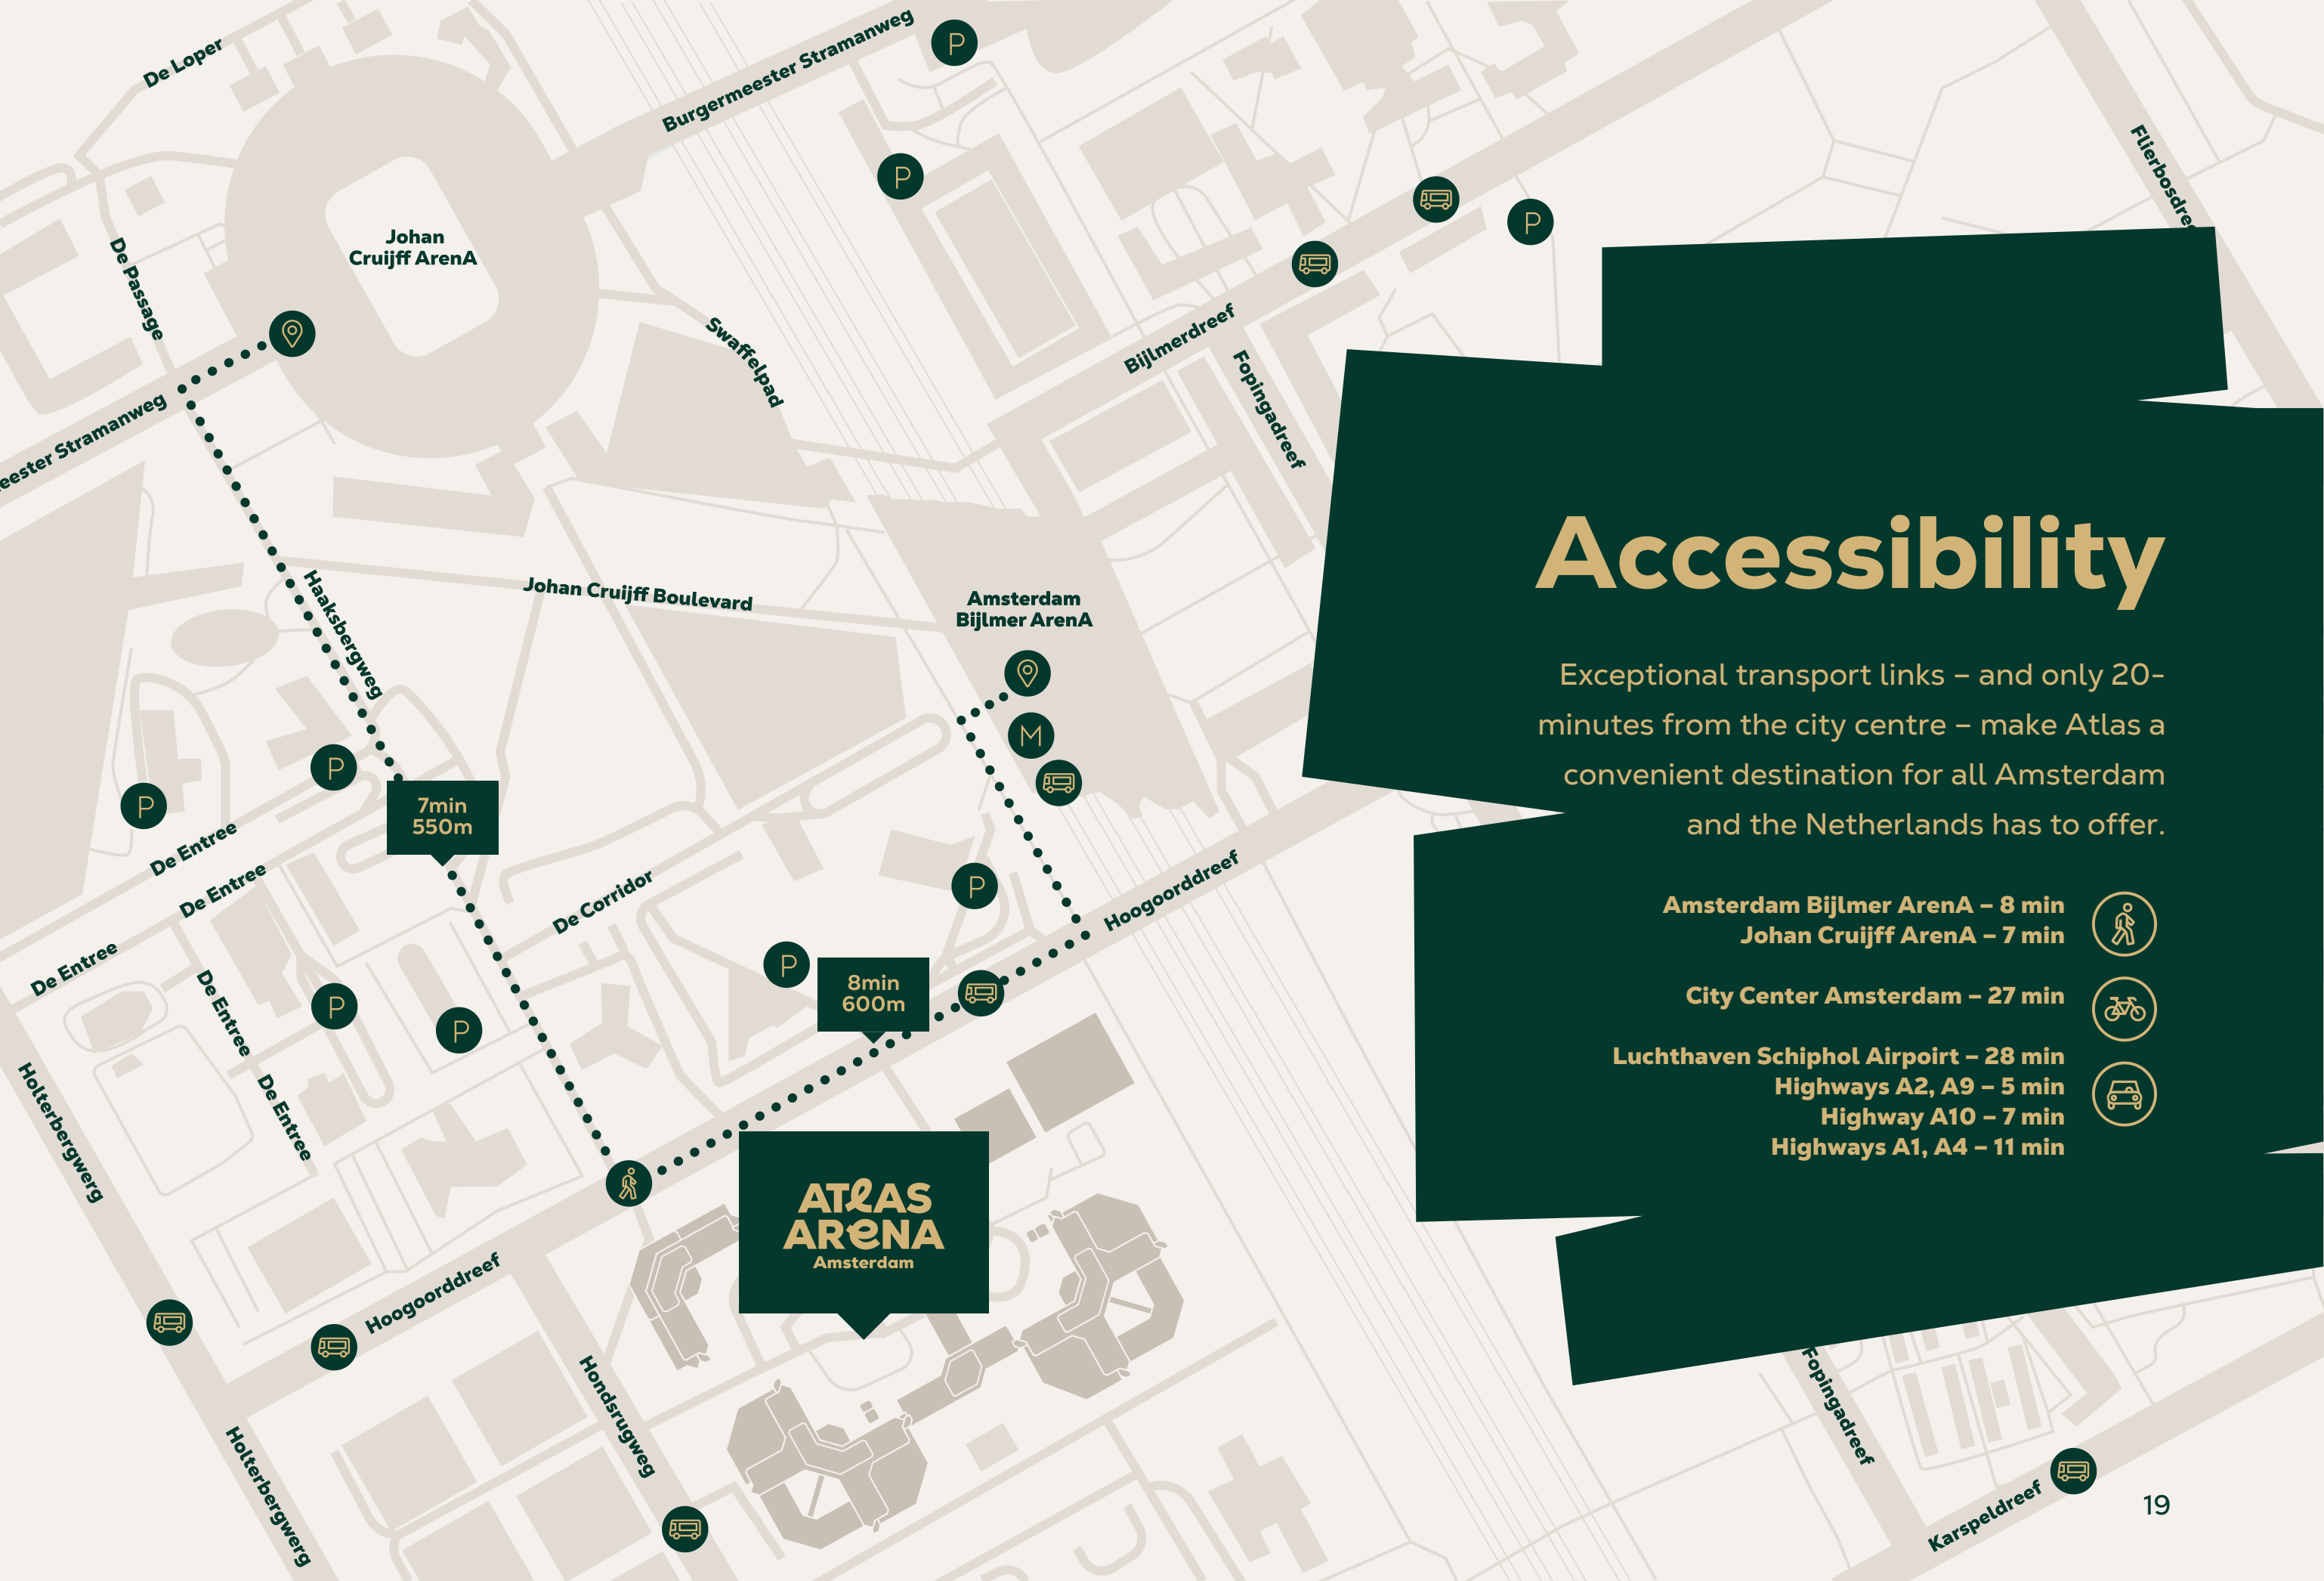 De Loper
Burgermeester Stramanweg
P
P
P
Flierbosdree
De Passage
Johan
Cruijff ArenA
Swaffelpad
Bijlmerdreef
Fopingadreef
eester Stramanweg
Haaksbergweg
Johan Cruijff Boulevard
Amsterdam
Bijlmer ArenA
M
P
P
7min
550m
De Entree
De Entree
De Entree
De Entree
De Entree
De Corridor
P
P
P
P
8min
600m
Hoogoorddreef
Holterbergwerg
ATLAS
ARENA
Amsterdam
Hoogoorddreef
Hondsrugweg
Holterbergwerg
Accessibility
Exceptional transport links – and only 20-
minutes from the city centre – make Atlas a
convenient destination for all Amsterdam
and the Netherlands has to offer.
Amsterdam Bijlmer ArenA – 8 min
Johan Cruijff ArenA – 7 min
City Center Amsterdam – 27 min
Luchthaven Schiphol Airpoirt – 28 min
Highways A2, A9 – 5 min
Highway A10 – 7 min
Highways A1, A4 – 11 min
Fopingadreef
Karspeldreef
19